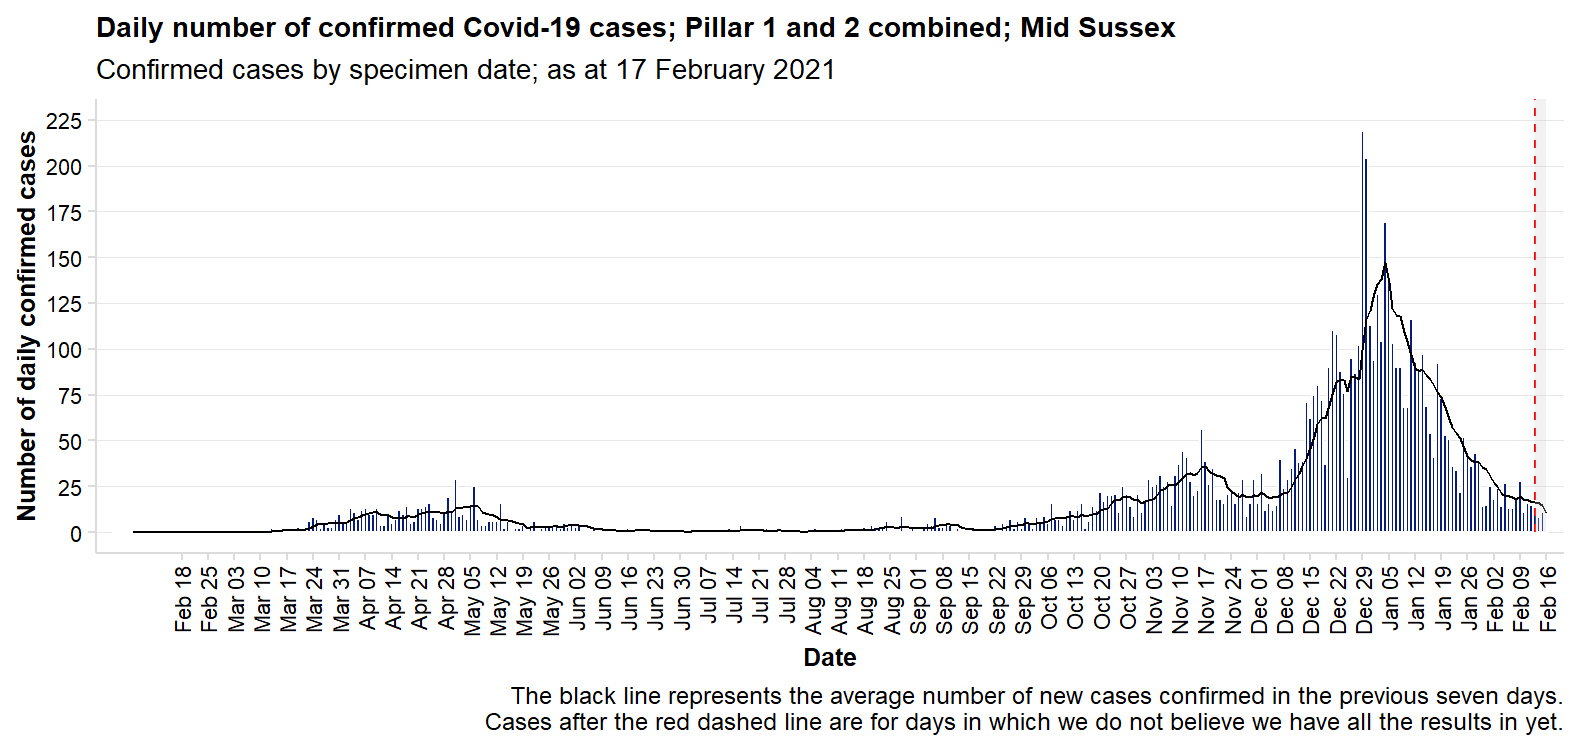 Daily number of confirmed Covid-19 cases; Pillar 1 and 2 combined; Mid Sussex
Confirmed cases by specimen date; as at 17 February 2021
Number of daily confirmed cases
225
200
175
150
125
100
75
50
25
0
Feb 18
Feb 25
Mar 03
Mar 10
Mar 17
Mar 24
Mar 31
Apr 07
Apr 14
Apr 21
Apr 28
May 05
May 12
May 19
May 26
Jun 02
Jun 09
Jun 16
Jun 23
Jun 30
Jul 07
Jul 14
Jul 21
Jul 28
Aug 04
Aug 11
Aug 18
Aug 25
Sep 01
Sep 08
Sep 15
Sep 22
Sep 29
Oct 06
Oct 13
Oct 20
Oct 27
Nov 03
Nov 10
Nov 17
Nov 24
Dec 01
Dec 08
Dec 15
Dec 22
Dec 29
Jan 05
Jan 12
Jan 19
Jan 26
Feb 02
Feb 09
Feb 16
Date
The black line represents the average number of new cases confirmed in the previous seven days.
Cases after the red dashed line are for days in which we do not believe we have all the results in yet.